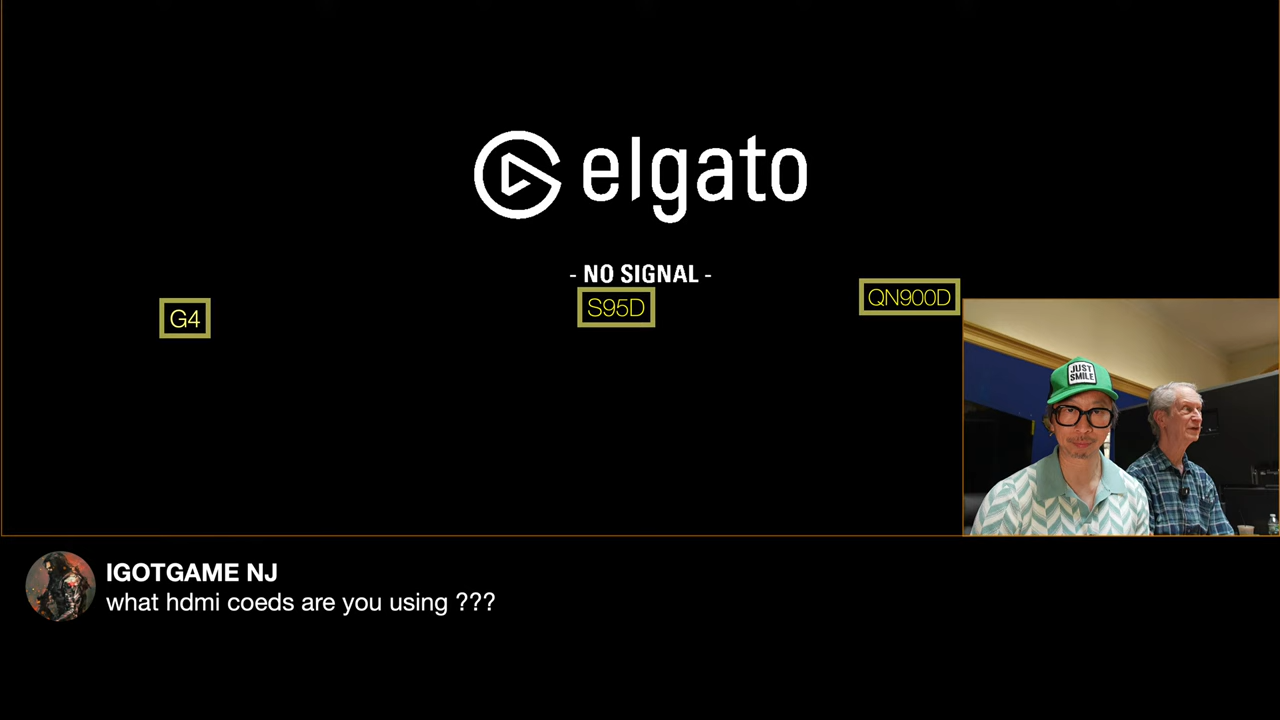 elgato
- NO SIGNAL -
G4
S95D
QN900D
JUST
SMILE
IGOTGAME NJ
what hdmi coeds are you using ???